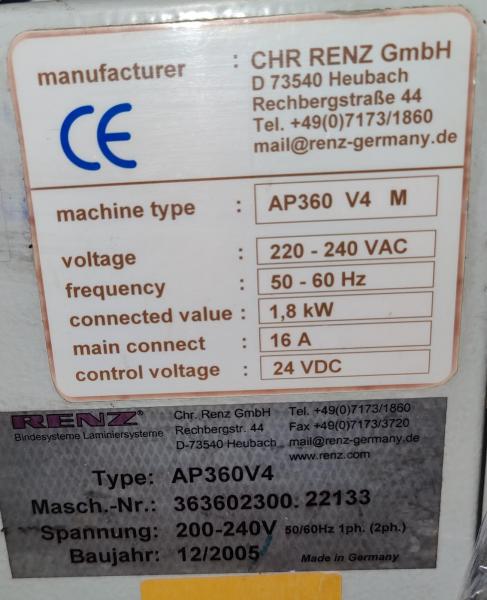 manufacturer : CHR RENZ GmbH
D 73540 Heubach
Rechbergstraße 44
Tel. +49(0)7173/1860
mail@renz-germany.de
CE
machine type : AP360 V4 M
voltage : 220 - 240 VAC
frequency : 50 - 60 Hz
connected value : 1,8 kW
main connect : 16 A
control voltage : 24 VDC
RENZ®
Bindesysteme Laminiersysteme
Chr. Renz GmbH
Rechbergstr. 44
D-73540 Heubach
Tel. +49(0)7173/1860
Fax +49(0)7173/3720
mail@renz-germany.de
www.renz.com
Type: AP360V4
Masch.-Nr.: 363602300. 22133
Spannung: 200-240V 50/60Hz 1ph. (2ph.)
Baujahr: 12/2005 Made in Germany